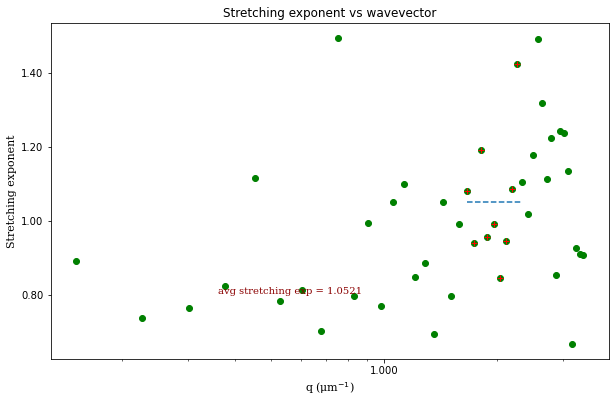 Stretching exponent vs wavevector
1.40
1.20
1.00
0.80
Stretching exponent
avg stretching exp = 1.0521
1.000
q (μm⁻¹)